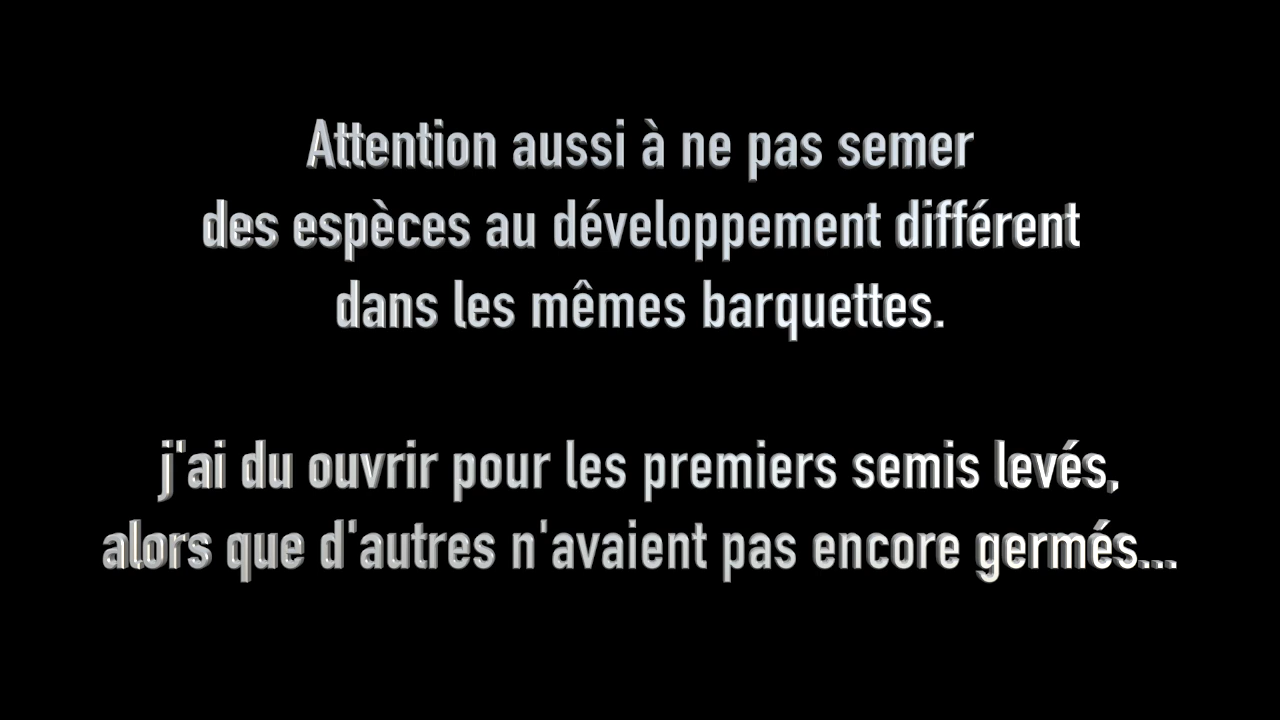 Attention aussi à ne pas semer
des espèces au développement différent
dans les mêmes barquettes.
j'ai du ouvrir pour les premiers semis levés,
alors que d'autres n'avaient pas encore germés...